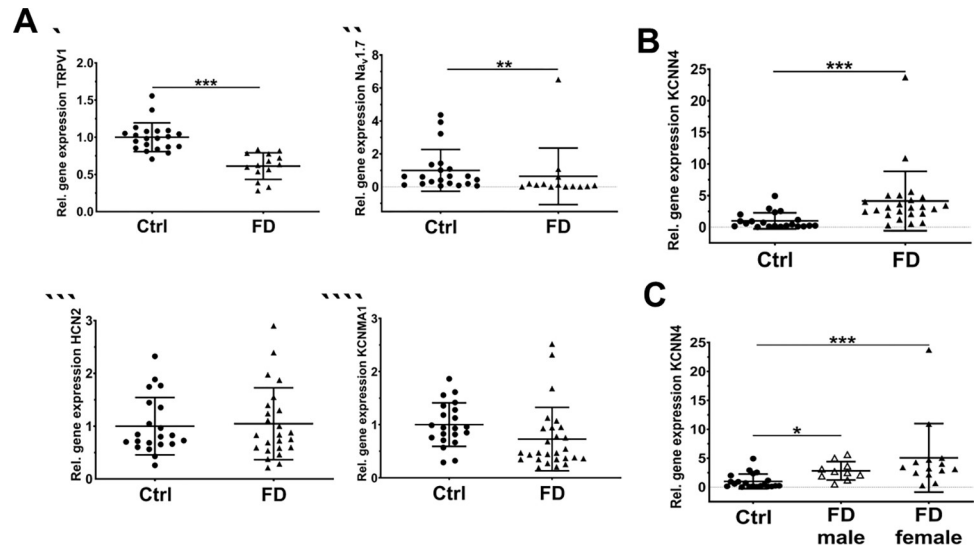 A
Rel. gene expression TRPV1
2.0
1.5
1.0
0.5
0.0
***
Ctrl
FD
Rel. gene expression Nav1.7
8
6
4
2
0
**
Ctrl
FD
B
Rel. gene expression KCNN4
25
20
15
10
5
0
***
Ctrl
FD
Rel. gene expression HCN2
3
2
1
0
Ctrl
FD
Rel. gene expression KCNMA1
3
2
1
0
Ctrl
FD
C
Rel. gene expression KCNN4
25
20
15
10
5
0
***
*
Ctrl
FD
male
FD
female